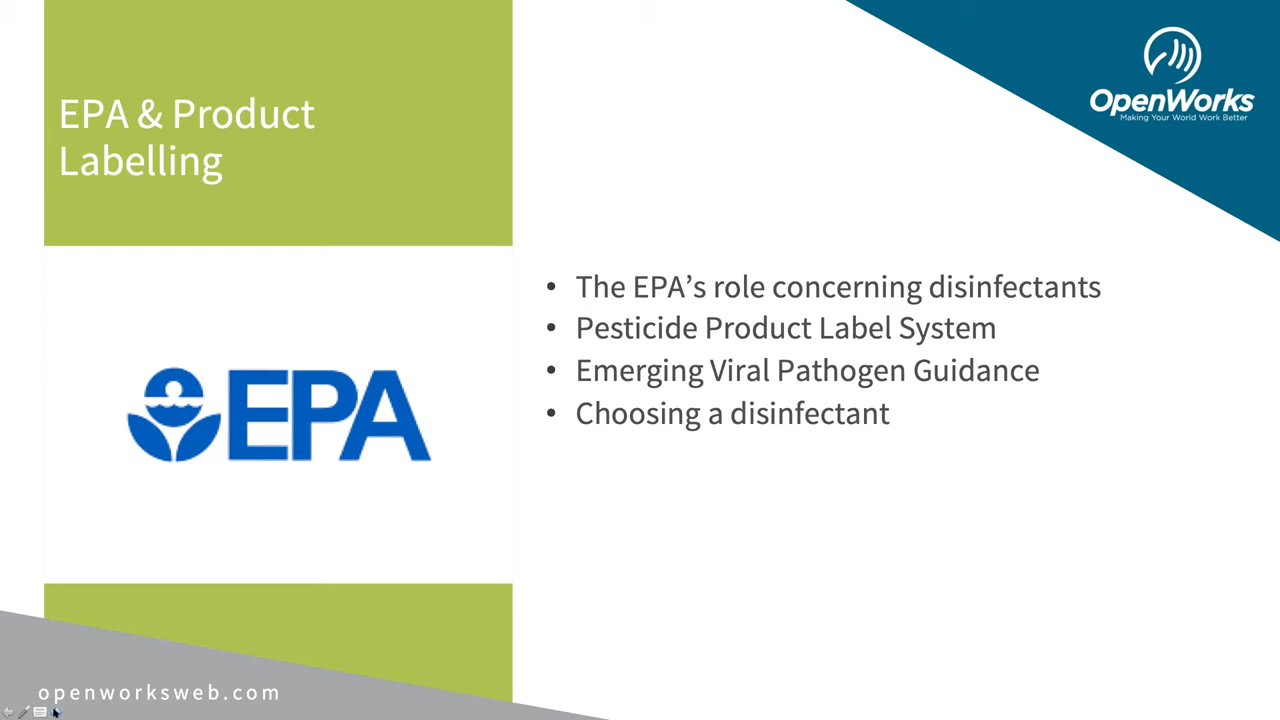 EPA & Product
Labelling
OpenWorks
Making Your World Work Better
• The EPA’s role concerning disinfectants
• Pesticide Product Label System
• Emerging Viral Pathogen Guidance
• Choosing a disinfectant
EPA
openworksweb.com